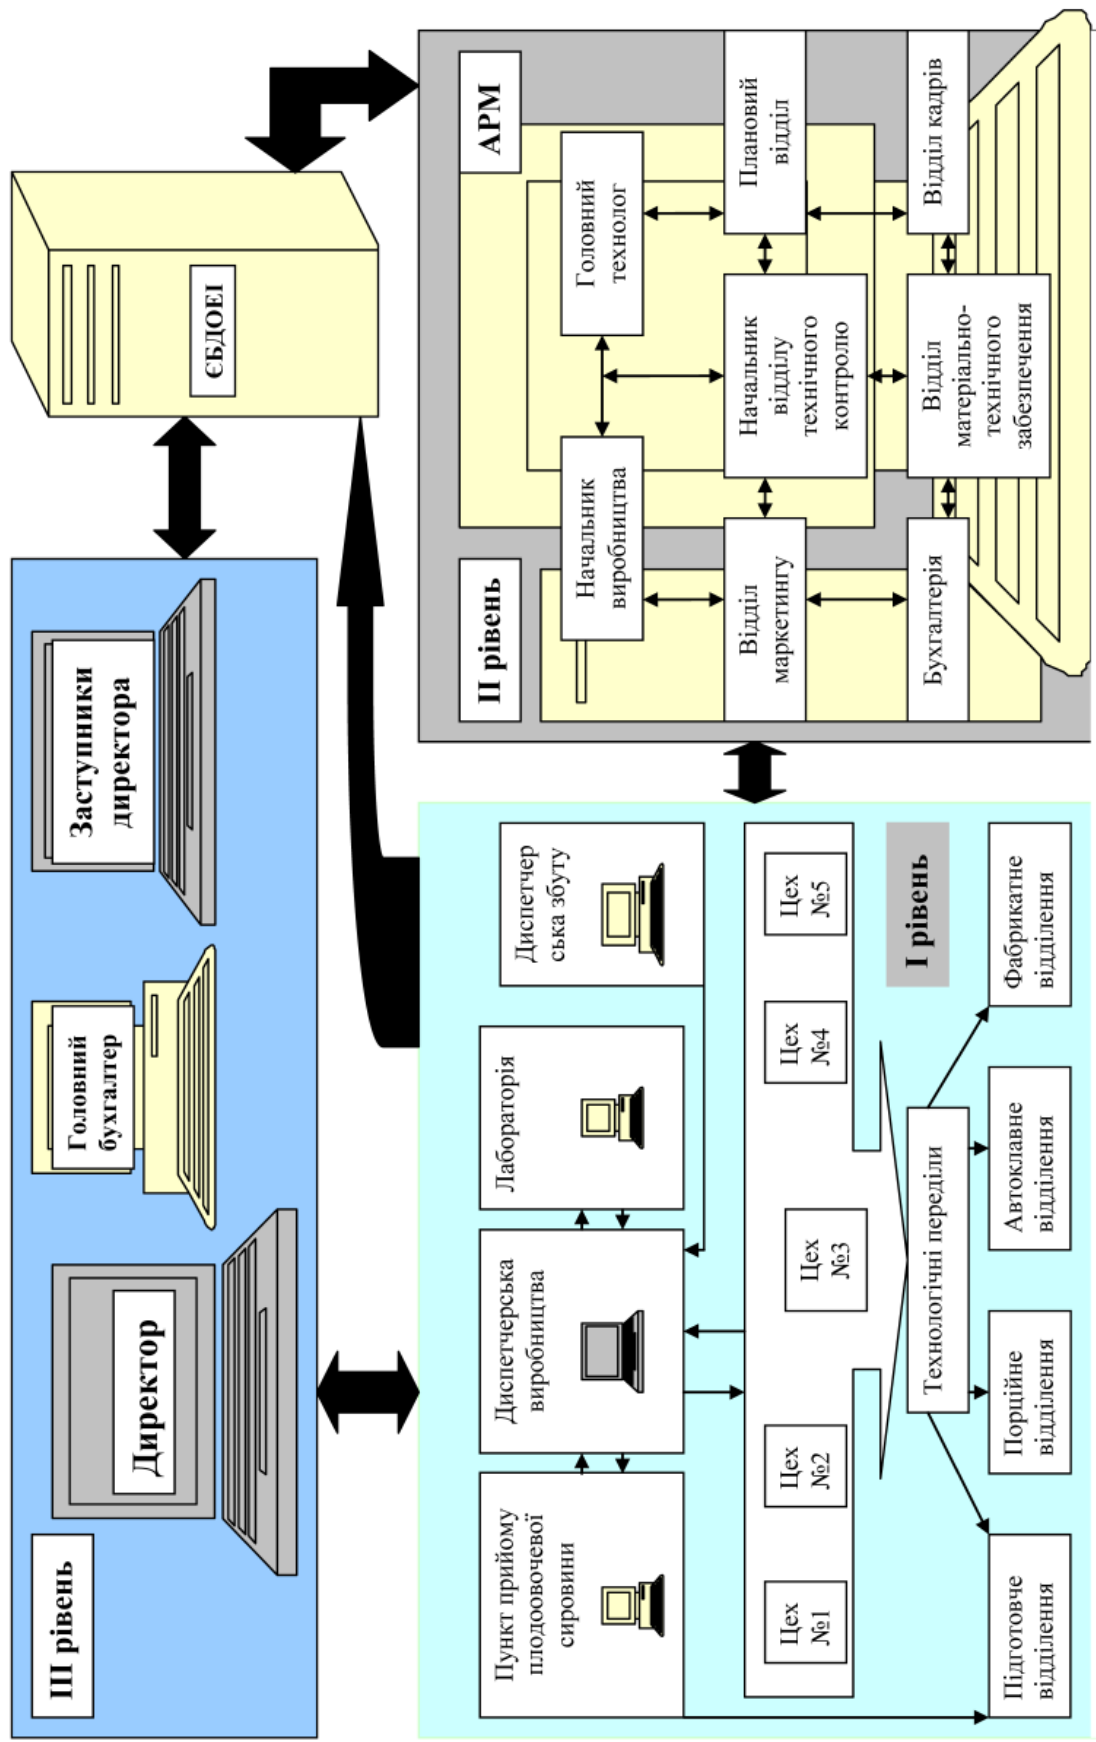 III рівень
Директор
Головний
бухгалтер
Заступники
директора
ЄБДОЕІ
Пункт прийому
плодоовочевої
сировини
Диспетчерська
виробництва
Лабораторія
Диспетчер
ська збуту
Цех
№1
Цех
№2
Цех
№3
Цех
№4
Цех
№5
І рівень
Технологічні переділи
Підготовче
відділення
Порційне
відділення
Автоклавне
відділення
Фабрикатне
відділення
ІІ рівень
АРМ
Начальник
виробництва
Головний
технолог
Відділ
маркетингу
Начальник
відділу
технічного
контролю
Плановий
відділ
Бухгалтерія
Відділ
матеріально-
технічного
забезпечення
Відділ кадрів